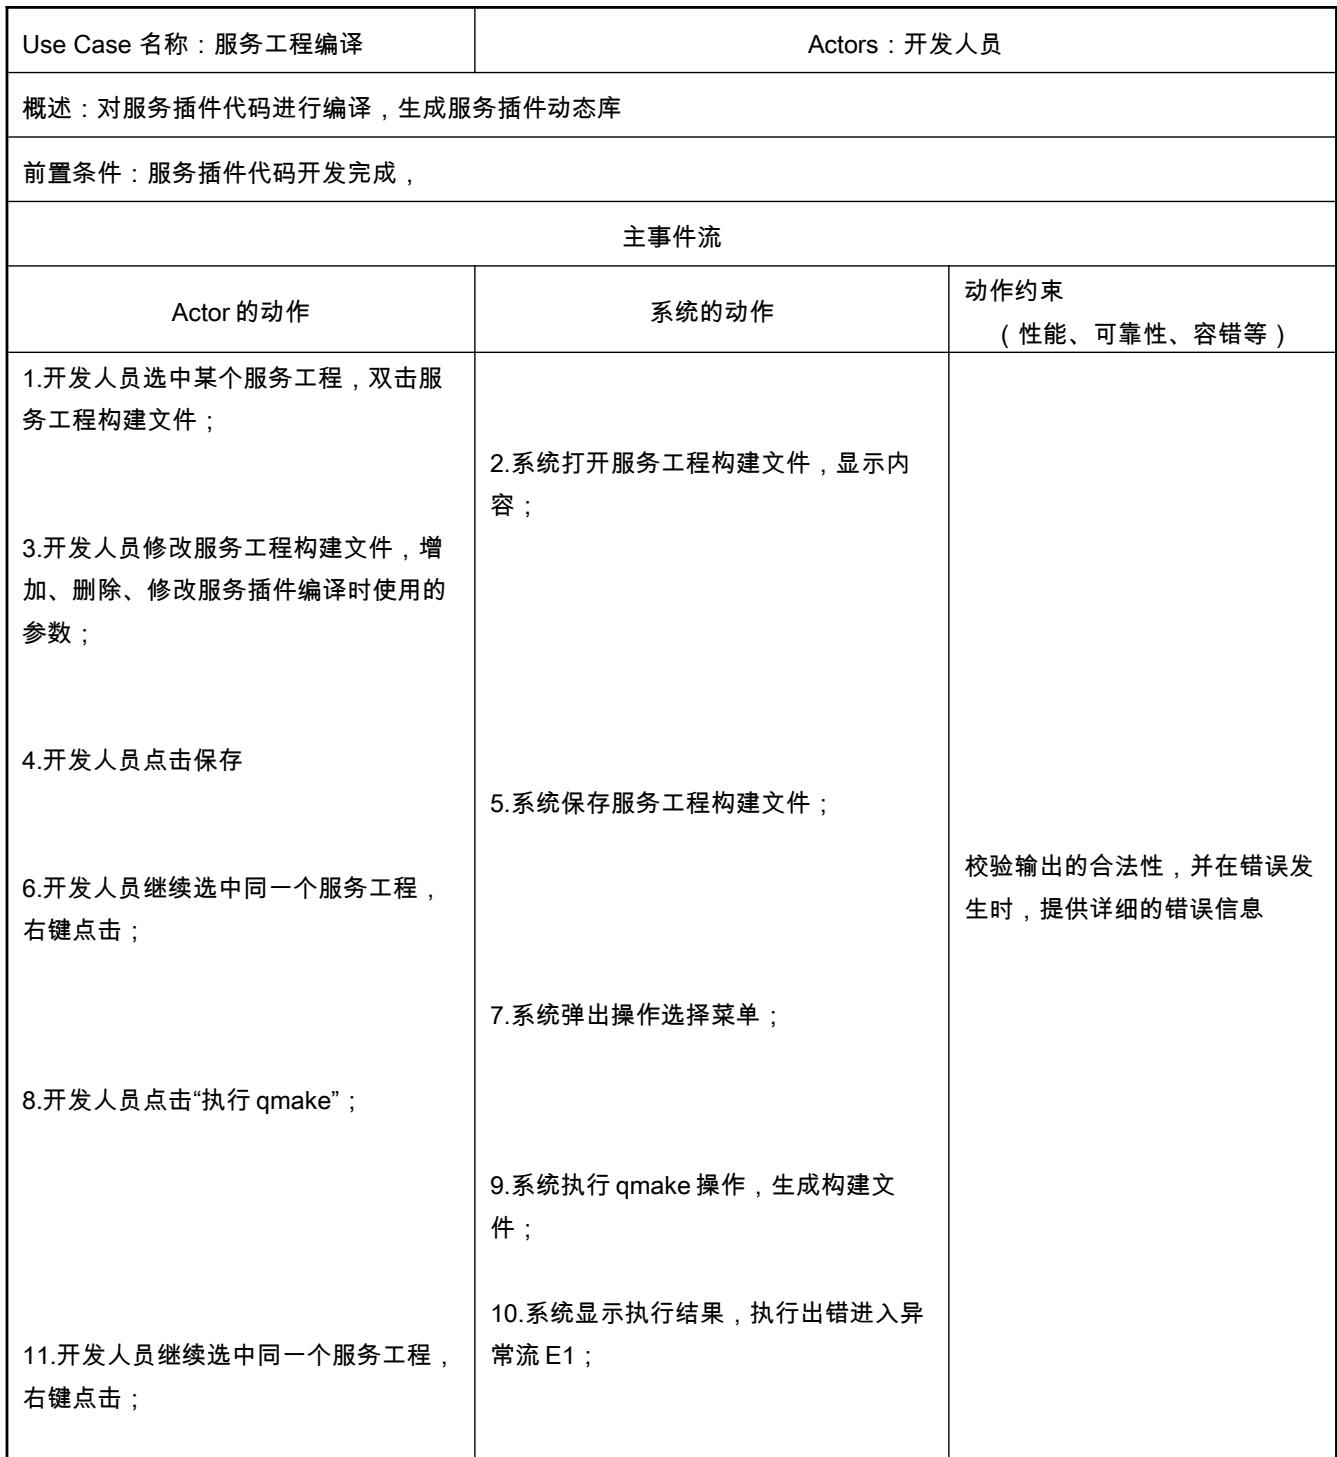 Use Case 名称：服务工程编译
Actors：开发人员
概述：对服务插件代码进行编译，生成服务插件动态库
前置条件：服务插件代码开发完成，
主事件流
Actor 的动作
系统的动作
动作约束
（性能、可靠性、容错等）
1.开发人员选中某个服务工程，双击服
务工程构建文件；
2.系统打开服务工程构建文件，显示内
容；
3.开发人员修改服务工程构建文件，增
加、删除、修改服务插件编译时使用的
参数；
4.开发人员点击保存
5.系统保存服务工程构建文件；
6.开发人员继续选中同一个服务工程，
右键点击；
7.系统弹出操作选择菜单；
8.开发人员点击“执行 qmake”；
9.系统执行 qmake 操作，生成构建文
件；
10.系统显示执行结果，执行出错进入异
常流 E1；
11.开发人员继续选中同一个服务工程，
右键点击；
校验输出的合法性，并在错误发
生时，提供详细的错误信息